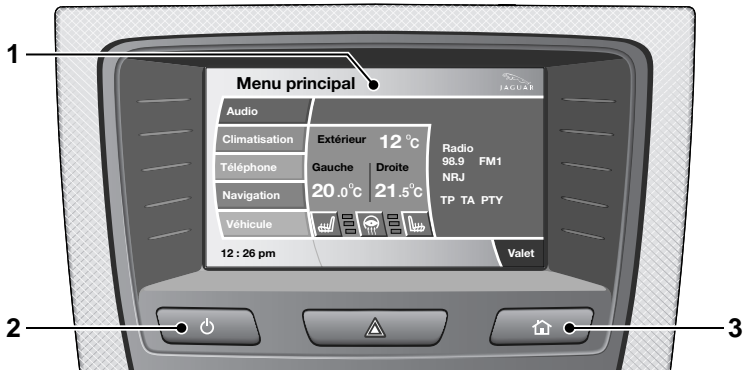 1
Menu principal
JAGUAR
Audio
Climatisation
Téléphone
Navigation
Véhicule
Extérieur 12 °c
Gauche Droite
20.0°c 21.5°c
Radio
98.9 FM1
NRJ
TP TA PTY
12 : 26 pm
Valet
2
3